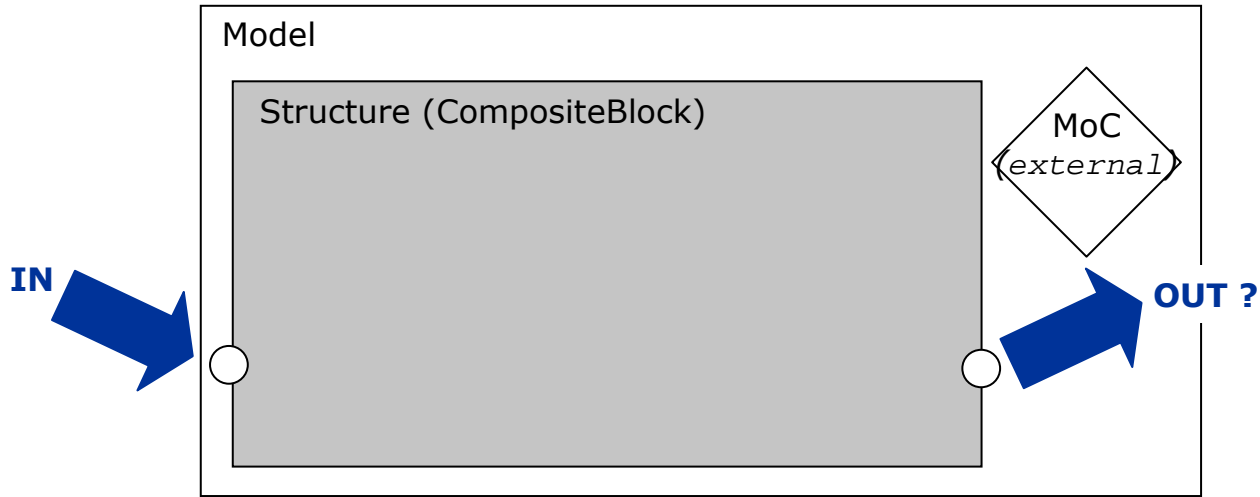 Model
Structure (CompositeBlock)
MoC
(external)
IN
OUT ?